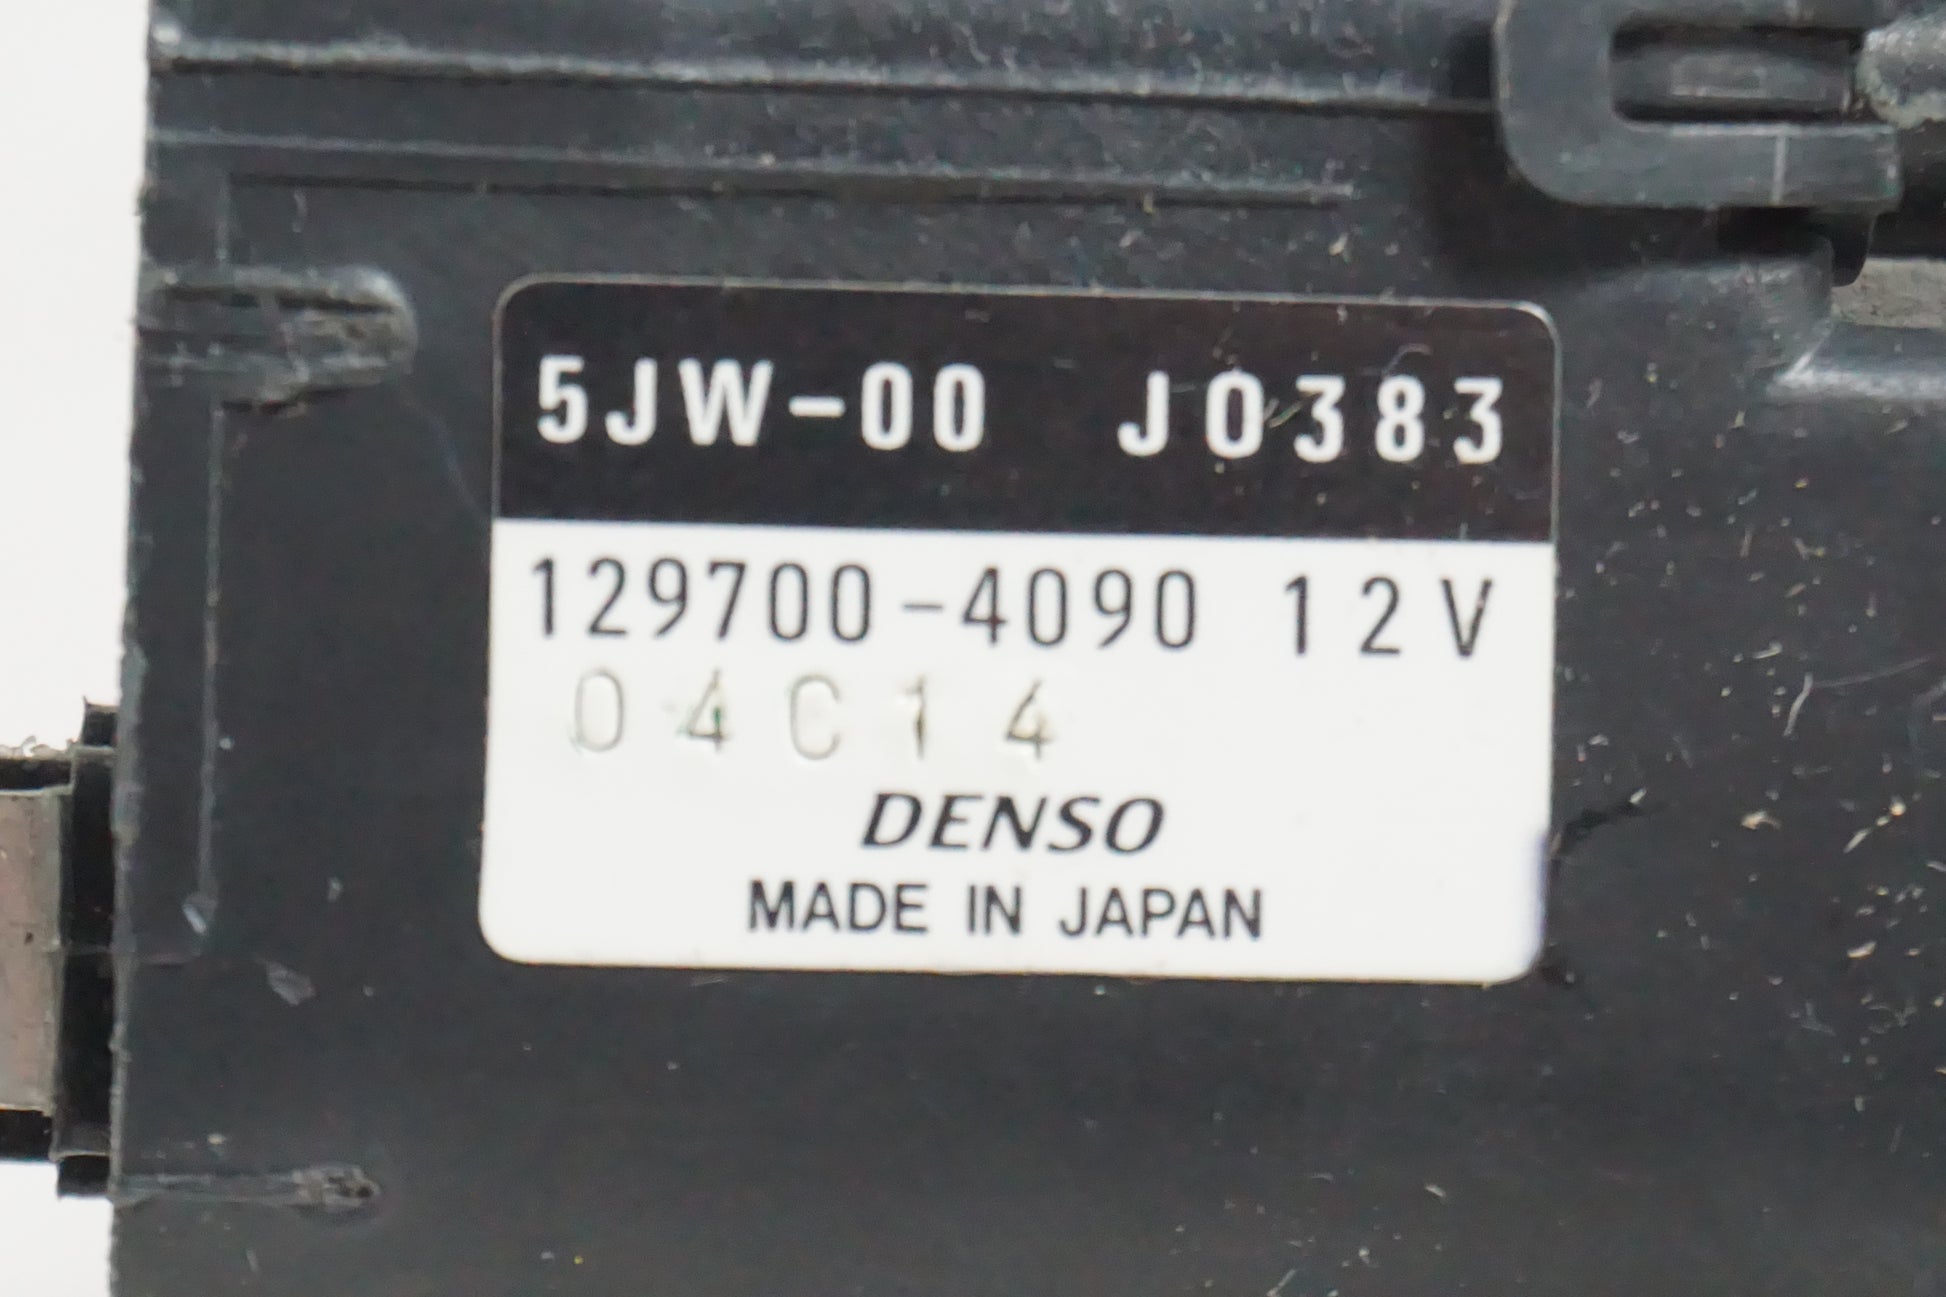 5JW-00 J0383
129700-4090 12V
04C14
DENSO
MADE IN JAPAN